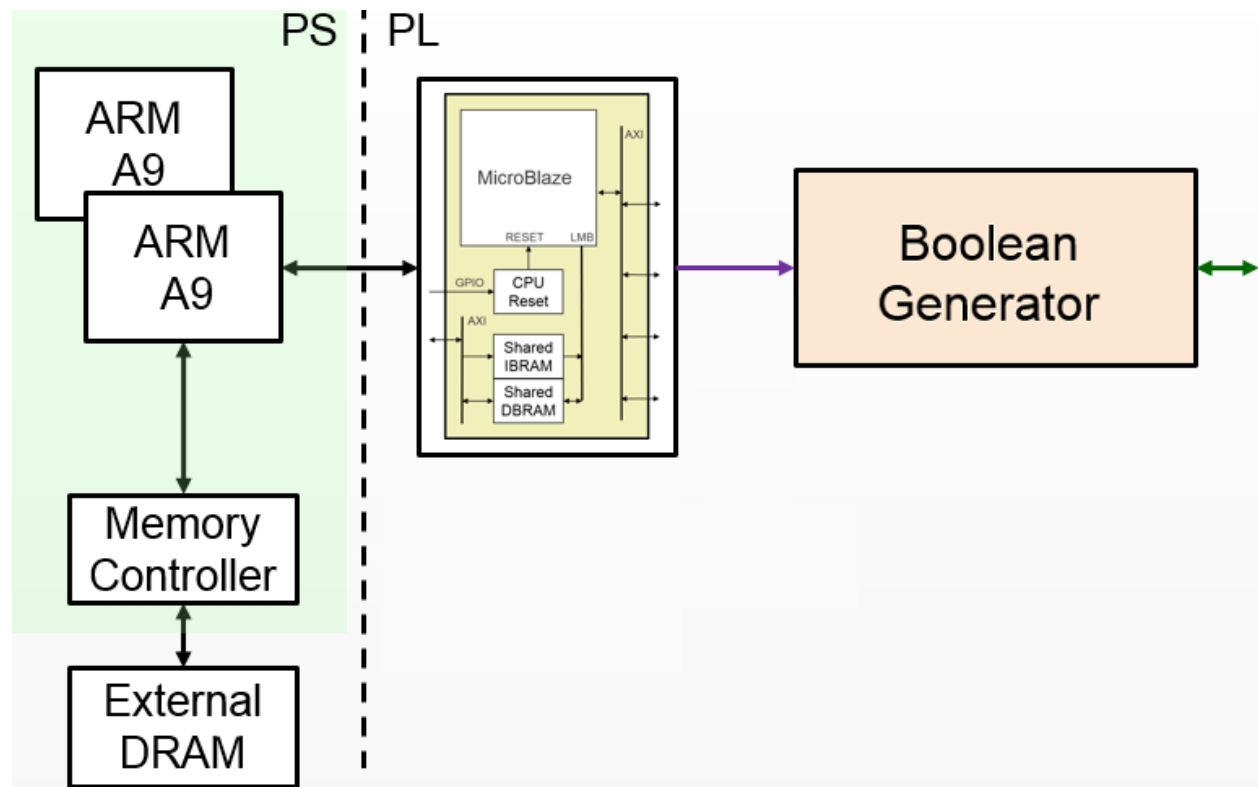 PS
PL
ARM
A9
ARM
A9
Memory
Controller
External
DRAM
AXI
MicroBlaze
RESET
LMB
GPIO
CPU
Reset
AXI
Shared
IBRAM
Shared
DBRAM
Boolean
Generator